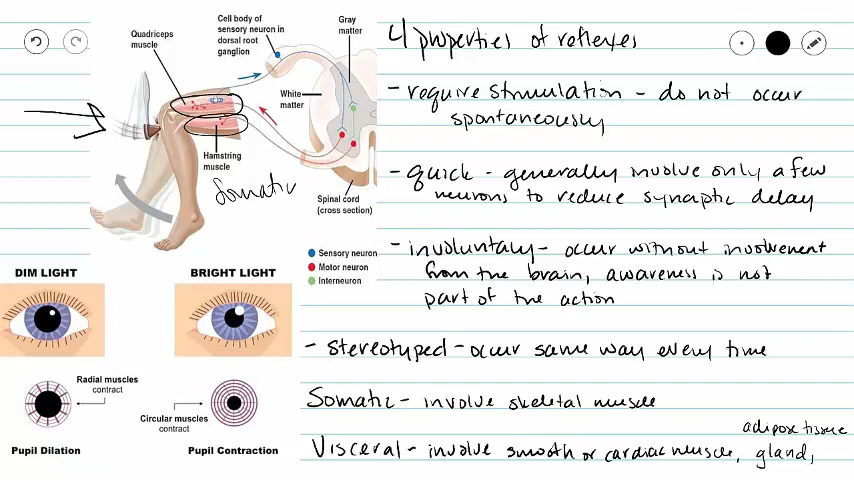 Cell body of
sensory neuron in
dorsal root
ganglion
Gray
matter
Quadriceps
muscle
White
matter
Hamstring
muscle
Somatic
Spinal cord
(cross section)
Sensory neuron
Motor neuron
Interneuron
DIM LIGHT
BRIGHT LIGHT
Radial muscles
contract
Circular muscles
contract
Pupil Dilation
Pupil Contraction
4 properties of reflexes
- require stimulation - do not occur
spontaneously
- quick - generally involve only a few
neurons to reduce synaptic delay
- involuntary - occur without involvement
from the brain, awareness is not
part of the action
- stereotyped - occur same way every time
Somatic - involve skeletal muscle
adipose tissue
Visceral - involve smooth or cardiac muscle, gland,